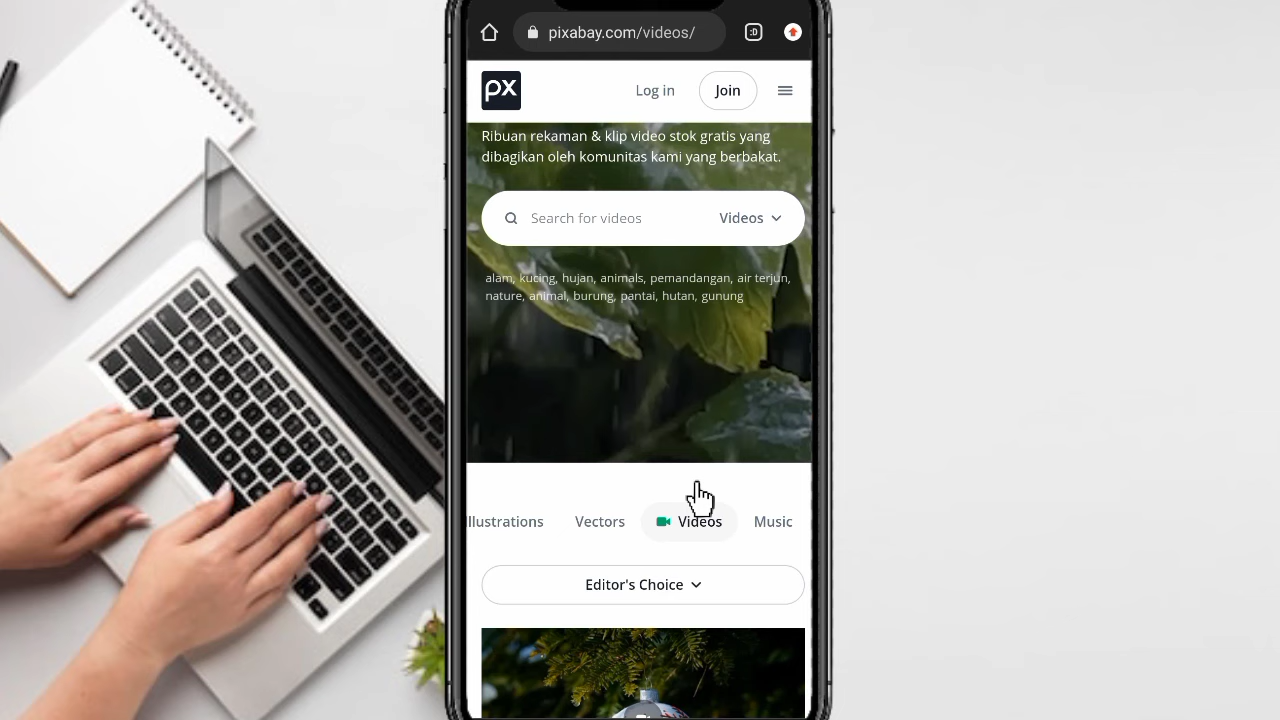 pixabay.com/videos/
:D
px
Log in
Join
Ribuan rekaman & klip video stok gratis yang
dibagikan oleh komunitas kami yang berbakat.
Search for videos
Videos
alam, kucing, hujan, animals, pemandangan, air terjun,
nature, animal, burung, pantai, hutan, gunung
llustrations
Vectors
Videos
Music
Editor's Choice